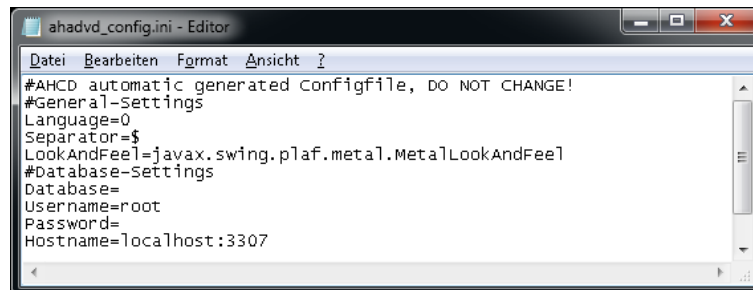 ahadvd_config.ini - Editor
Datei Bearbeiten Format Ansicht ?
#AHCD automatic generated Configfile, DO NOT CHANGE!
#General-Settings
Language=0
Separator=$
LookAndFeel=javax.swing.plaf.metal.MetalLookAndFeel
#Database-Settings
Database=
Username=root
Password=
Hostname=localhost:3307